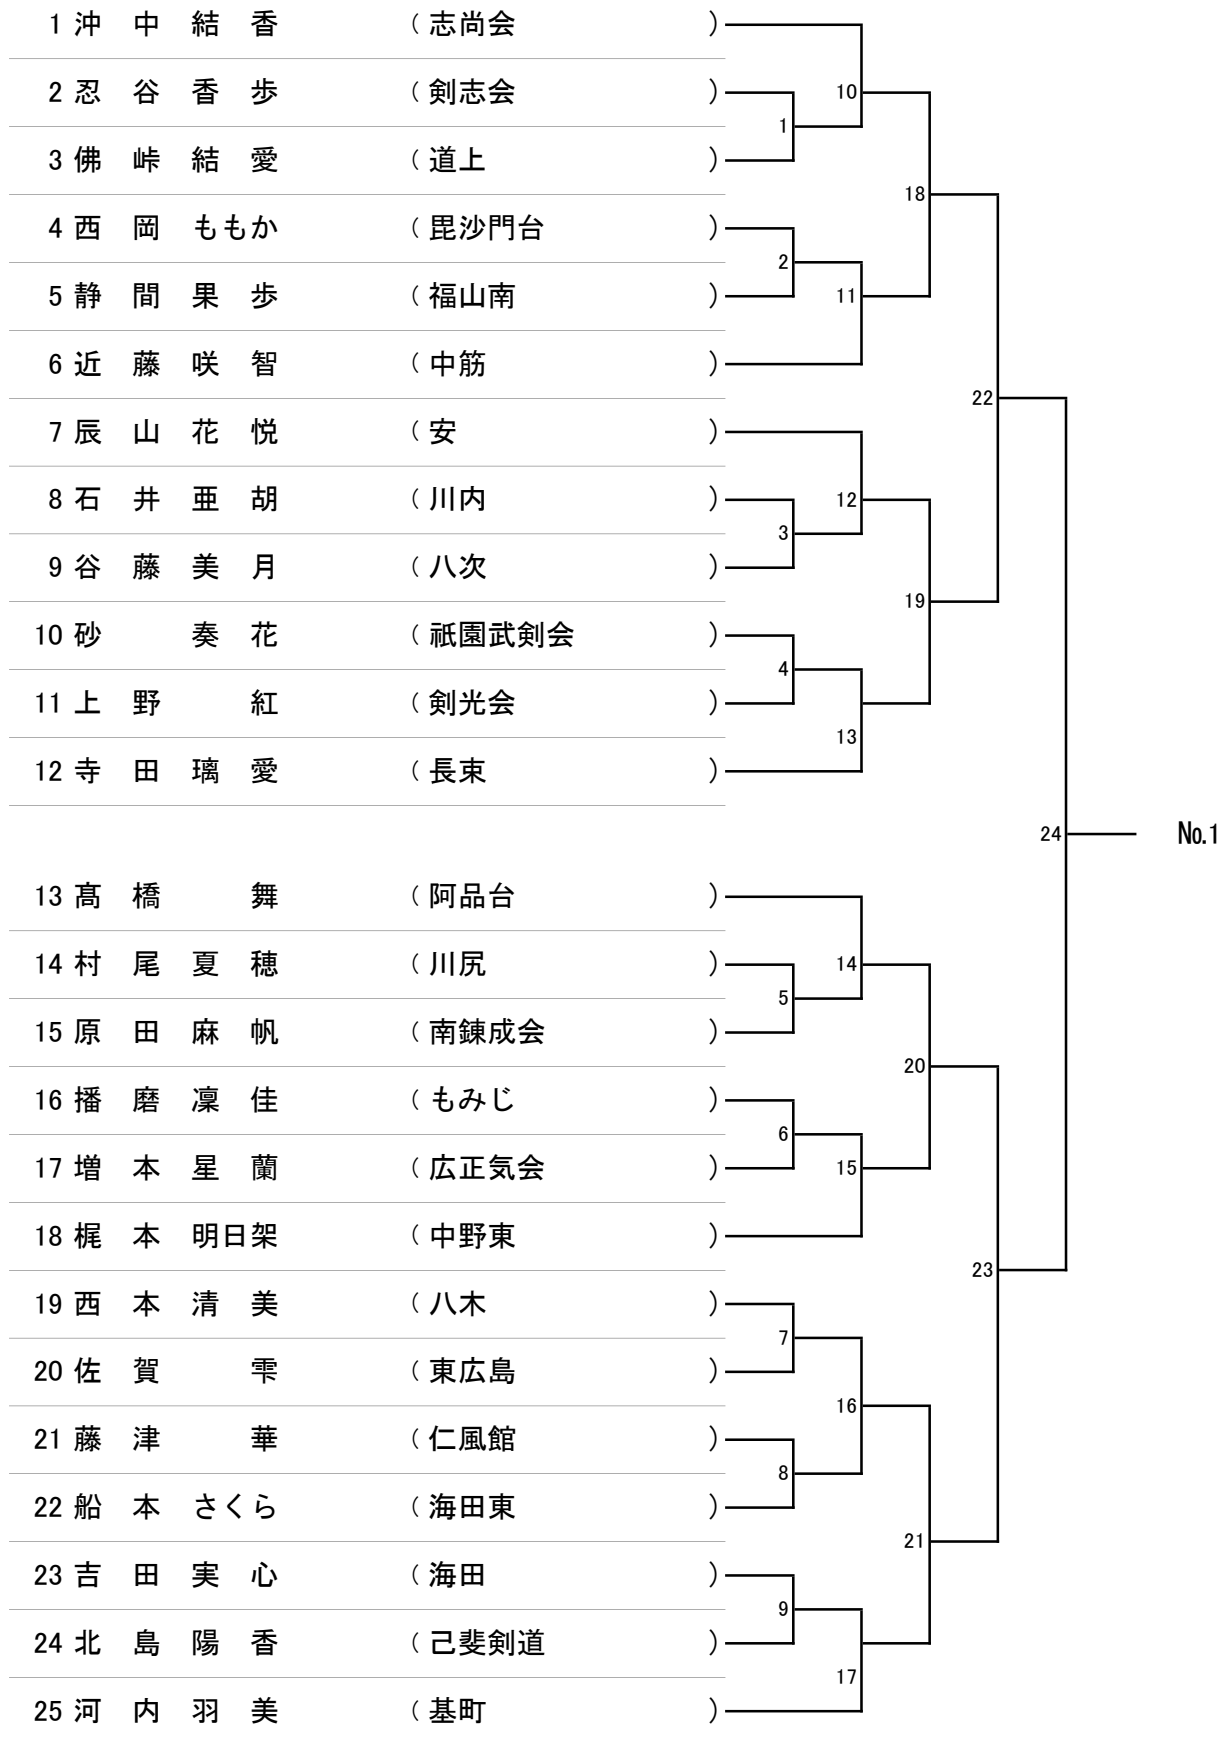 1 沖 中 結 香 ( 志尚会 )
2 忍 谷 香 歩 ( 剣志会 ) 10
1
3 佛 峠 結 愛 ( 道上 )
18
4 西 岡 ももか ( 毘沙門台 )
2
5 静 間 果 歩 ( 福山南 ) 11
6 近 藤 咲 智 ( 中筋 )
22
7 辰 山 花 悦 ( 安 )
8 石 井 亜 胡 ( 川内 ) 12
3
9 谷 藤 美 月 ( 八次 )
19
10 砂 奏 花 ( 祇園武剣会 )
4
11 上 野 紅 ( 剣光会 )
13
12 寺 田 璃 愛 ( 長束 )
24 No.1
13 髙 橋 舞 ( 阿品台 )
14 村 尾 夏 穂 ( 川尻 ) 14
5
15 原 田 麻 帆 ( 南錬成会 )
20
16 播 磨 凜 佳 ( もみじ )
6
17 増 本 星 蘭 ( 広正気会 ) 15
18 梶 本 明日架 ( 中野東 )
23
19 西 本 清 美 ( 八木 )
7
20 佐 賀 雫 ( 東広島 )
16
21 藤 津 華 ( 仁風館 )
8
22 船 本 さくら ( 海田東 )
21
23 吉 田 実 心 ( 海田 )
9
24 北 島 陽 香 ( 己斐剣道 )
17
25 河 内 羽 美 ( 基町 )